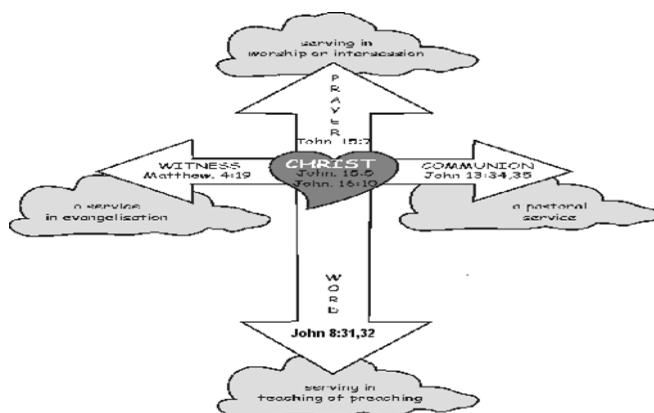 serving in
worship or intersession
PRAYER
John 15:7
WITNESS
Matthew. 4:19
CHRIST
John. 15:5
John. 16:10
COMMUNION
John 13:34,35
a service
in evangelisation
a pastoral
service
WORD
John 8:31,32
serving in
teaching of preaching